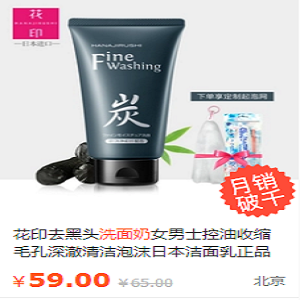 花
印
HANAJIRUSHI
日本進口
HANAJIRUSHI
Fine
Washing
炭
下单享定制起泡网
月销
破千
花印去黑头洗面奶女男士控油收缩
毛孔深澈清洁泡沫日本洁面乳正品
¥59.00 ¥65.00 北京